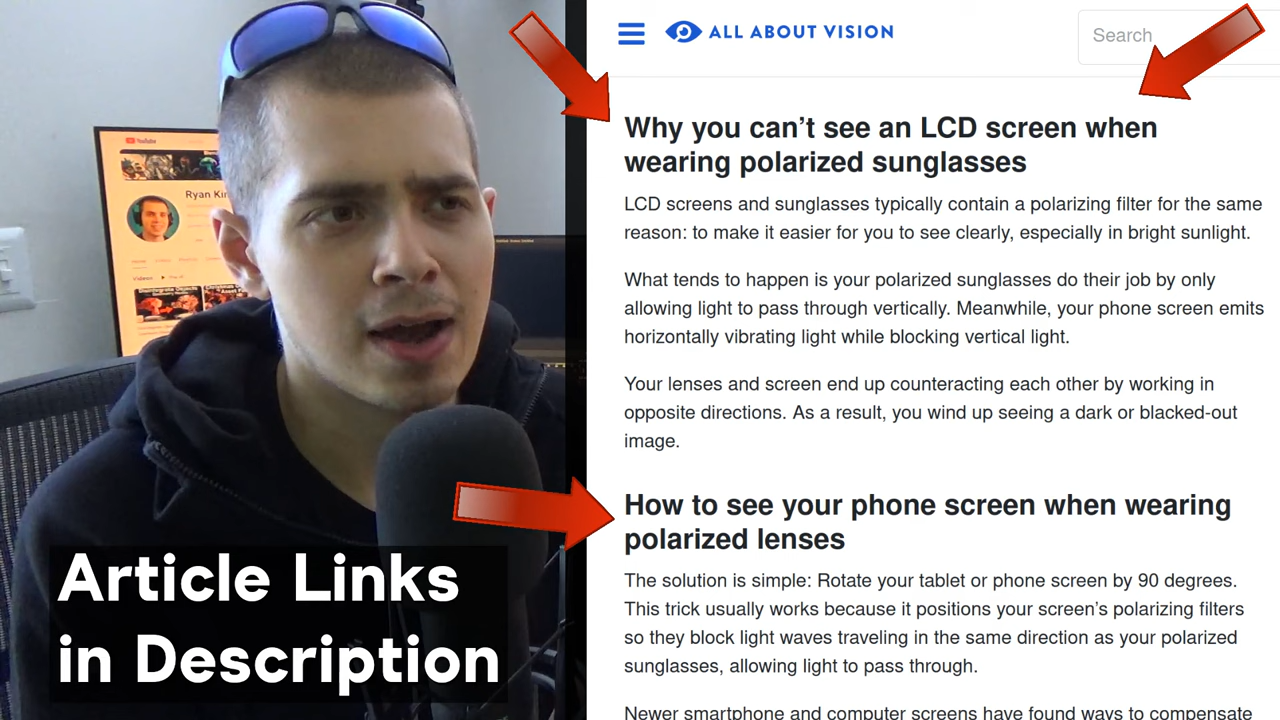 YouTube
Ryan Kir
Videos
Article Links
in Description
ALL ABOUT VISION
Search
Why you can’t see an LCD screen when
wearing polarized sunglasses
LCD screens and sunglasses typically contain a polarizing filter for the same
reason: to make it easier for you to see clearly, especially in bright sunlight.
What tends to happen is your polarized sunglasses do their job by only
allowing light to pass through vertically. Meanwhile, your phone screen emits
horizontally vibrating light while blocking vertical light.
Your lenses and screen end up counteracting each other by working in
opposite directions. As a result, you wind up seeing a dark or blacked-out
image.
How to see your phone screen when wearing
polarized lenses
The solution is simple: Rotate your tablet or phone screen by 90 degrees.
This trick usually works because it positions your screen’s polarizing filters
so they block light waves traveling in the same direction as your polarized
sunglasses, allowing light to pass through.
Newer smartphone and computer screens have found ways to compensate